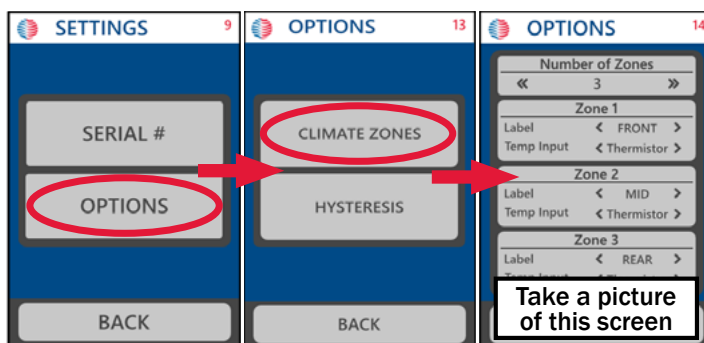 SETTINGS 9
SERIAL #
OPTIONS
BACK
OPTIONS 13
CLIMATE ZONES
HYSTERESIS
BACK
OPTIONS 14
Number of Zones
« 3 »
Zone 1
Label < FRONT >
Temp Input < Thermistor >
Zone 2
Label < MID >
Temp Input < Thermistor >
Zone 3
Label < REAR >
Take a picture
of this screen